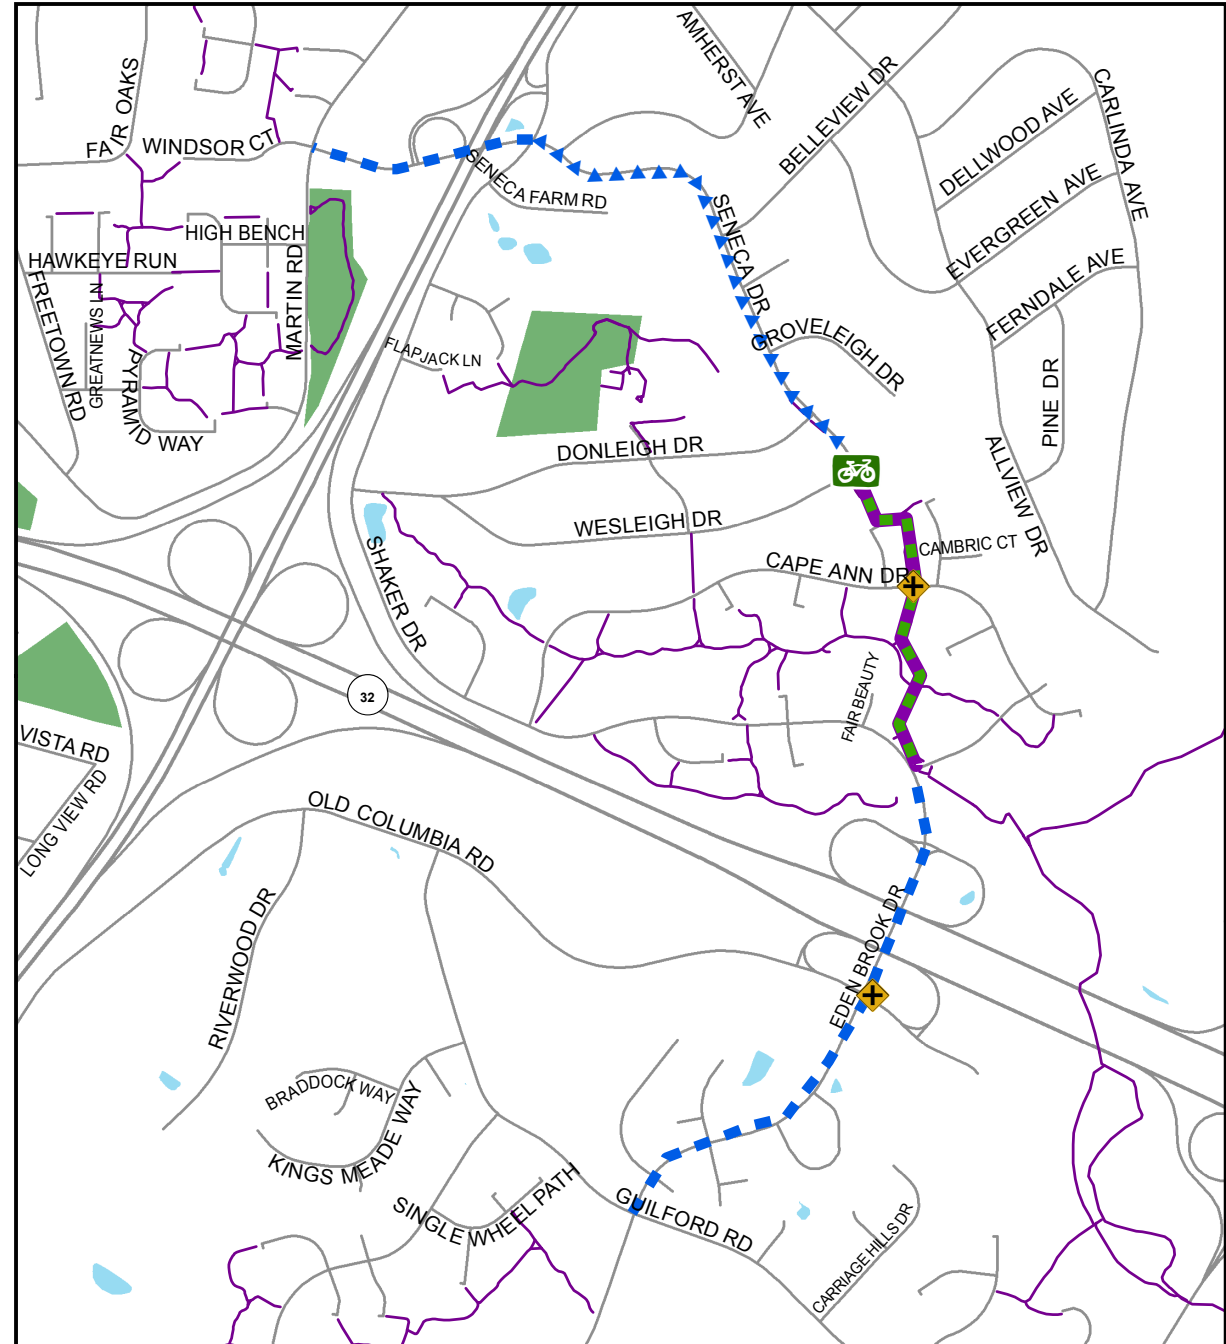 AMHERST AVE
FAIR OAKS
WINDSOR CT
BELLEVIEW DR
CARLINDA AVE
DELLWOOD AVE
SENECA FARM RD
EVERGREEN AVE
SENECA DR
HIGH BENCH
HAWKEYE RUN
FERNDALE AVE
FREETOWN RD
GREATNEWS LN
MARTIN RD
PYRAMID WAY
FLAPJACK LN
GROVELEIGH DR
PINE DR
DONLEIGH DR
ALLVIEW DR
WESLEIGH DR
CAMBRIC CT
CAPE ANN DR
SHAKER DR
FAIR BEAUTY
32
VISTA RD
LONG VIEW RD
OLD COLUMBIA RD
RIVERWOOD DR
EDEN BROOK DR
BRADDOCK WAY
KINGS MEADE WAY
SINGLE WHEEL PATH
GUILFORD RD
CARRIAGE HILLS DR